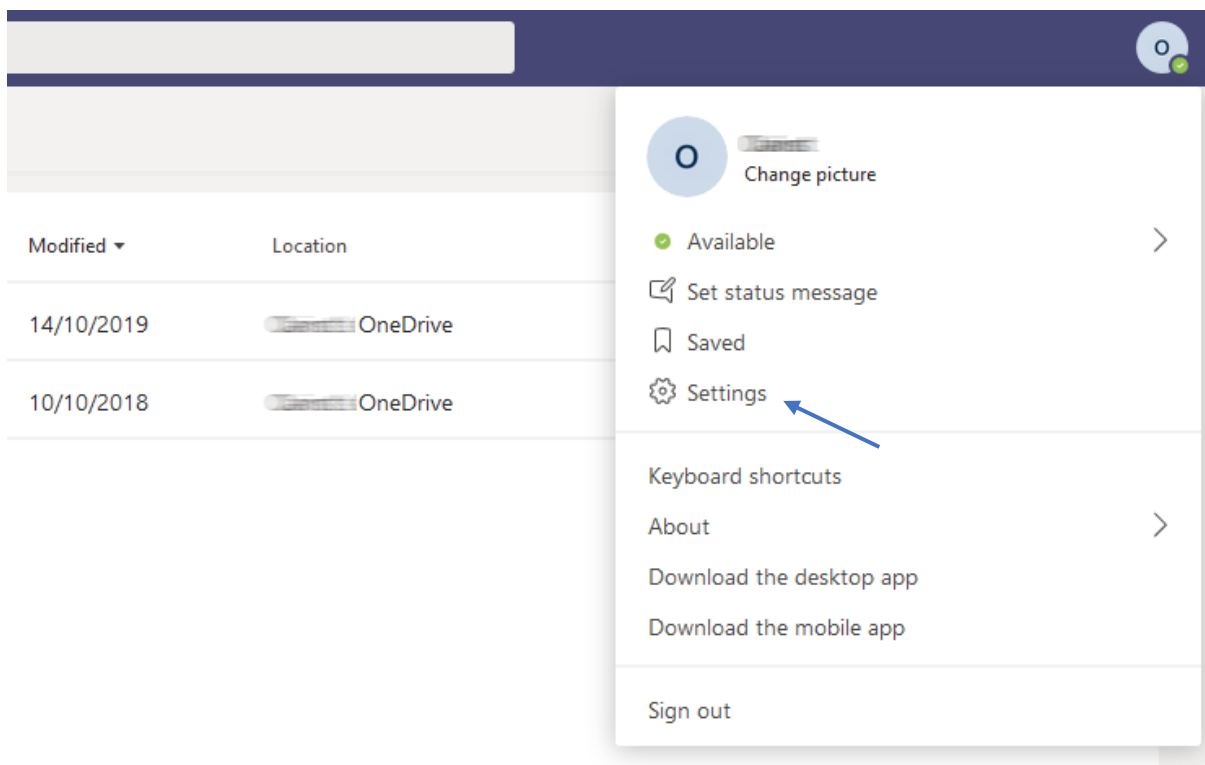 O
O
Change picture
Modified
Location
Available
Set status message
14/10/2019
OneDrive
Saved
10/10/2018
OneDrive
Settings
Keyboard shortcuts
About
Download the desktop app
Download the mobile app
Sign out